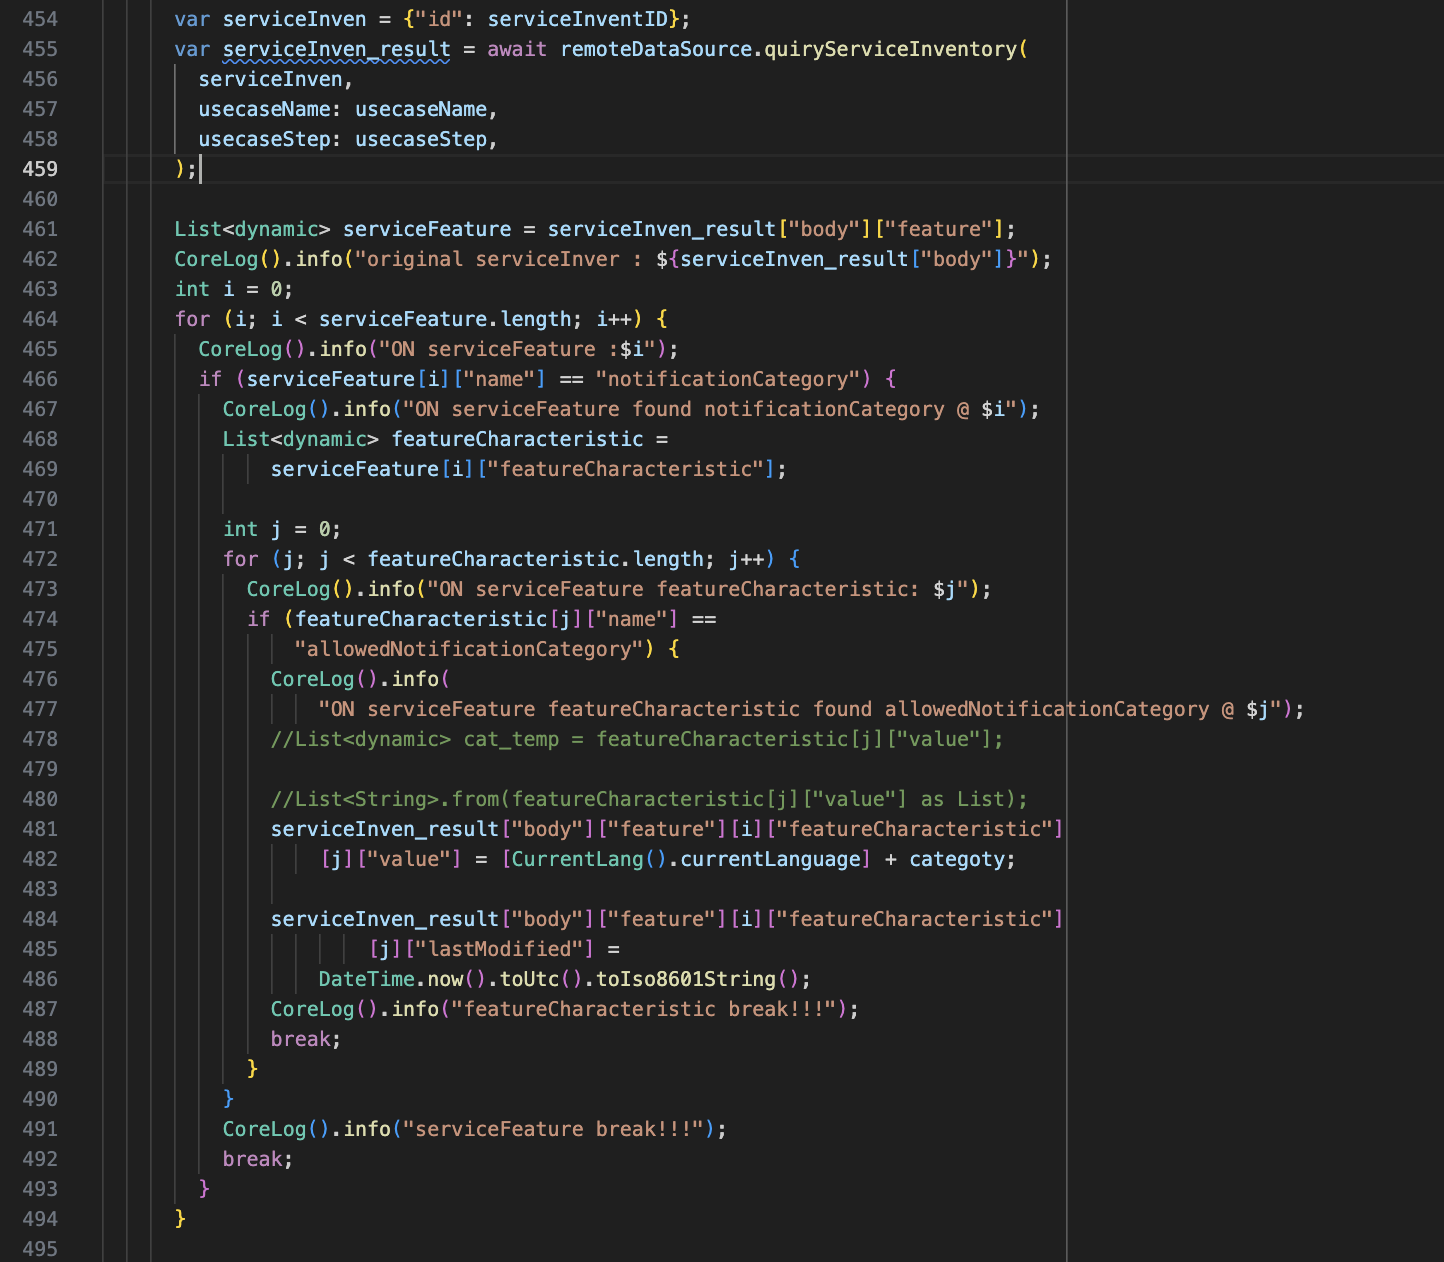 454 var serviceInven = {"id": serviceInventID};
455 var serviceInven_result = await remoteDataSource.quiryServiceInventory(
456 serviceInven,
457 usecaseName: usecaseName,
458 usecaseStep: usecaseStep,
459 );
460
461 List<dynamic> serviceFeature = serviceInven_result["body"]["feature"];
462 CoreLog().info("original serviceInver : ${serviceInven_result["body"]}");
463 int i = 0;
464 for (i; i < serviceFeature.length; i++) {
465 CoreLog().info("ON serviceFeature :$i");
466 if (serviceFeature[i]["name"] == "notificationCategory") {
467 CoreLog().info("ON serviceFeature found notificationCategory @ $i");
468 List<dynamic> featureCharacteristic =
469 serviceFeature[i]["featureCharacteristic"];
470
471 int j = 0;
472 for (j; j < featureCharacteristic.length; j++) {
473 CoreLog().info("ON serviceFeature featureCharacteristic: $j");
474 if (featureCharacteristic[j]["name"] ==
475 "allowedNotificationCategory") {
476 CoreLog().info(
477 "ON serviceFeature featureCharacteristic found allowedNotificationCategory @ $j");
478 //List<dynamic> cat_temp = featureCharacteristic[j]["value"];
479
480 //List<String>.from(featureCharacteristic[j]["value"] as List);
481 serviceInven_result["body"]["feature"][i]["featureCharacteristic"]
482 [j]["value"] = [CurrentLang().currentLanguage] + categoty;
483
484 serviceInven_result["body"]["feature"][i]["featureCharacteristic"]
485 [j]["lastModified"] =
486 DateTime.now().toUtc().toIso8601String();
487 CoreLog().info("featureCharacteristic break!!!");
488 break;
489 }
490 }
491 CoreLog().info("serviceFeature break!!!");
492 break;
493 }
494 }
495